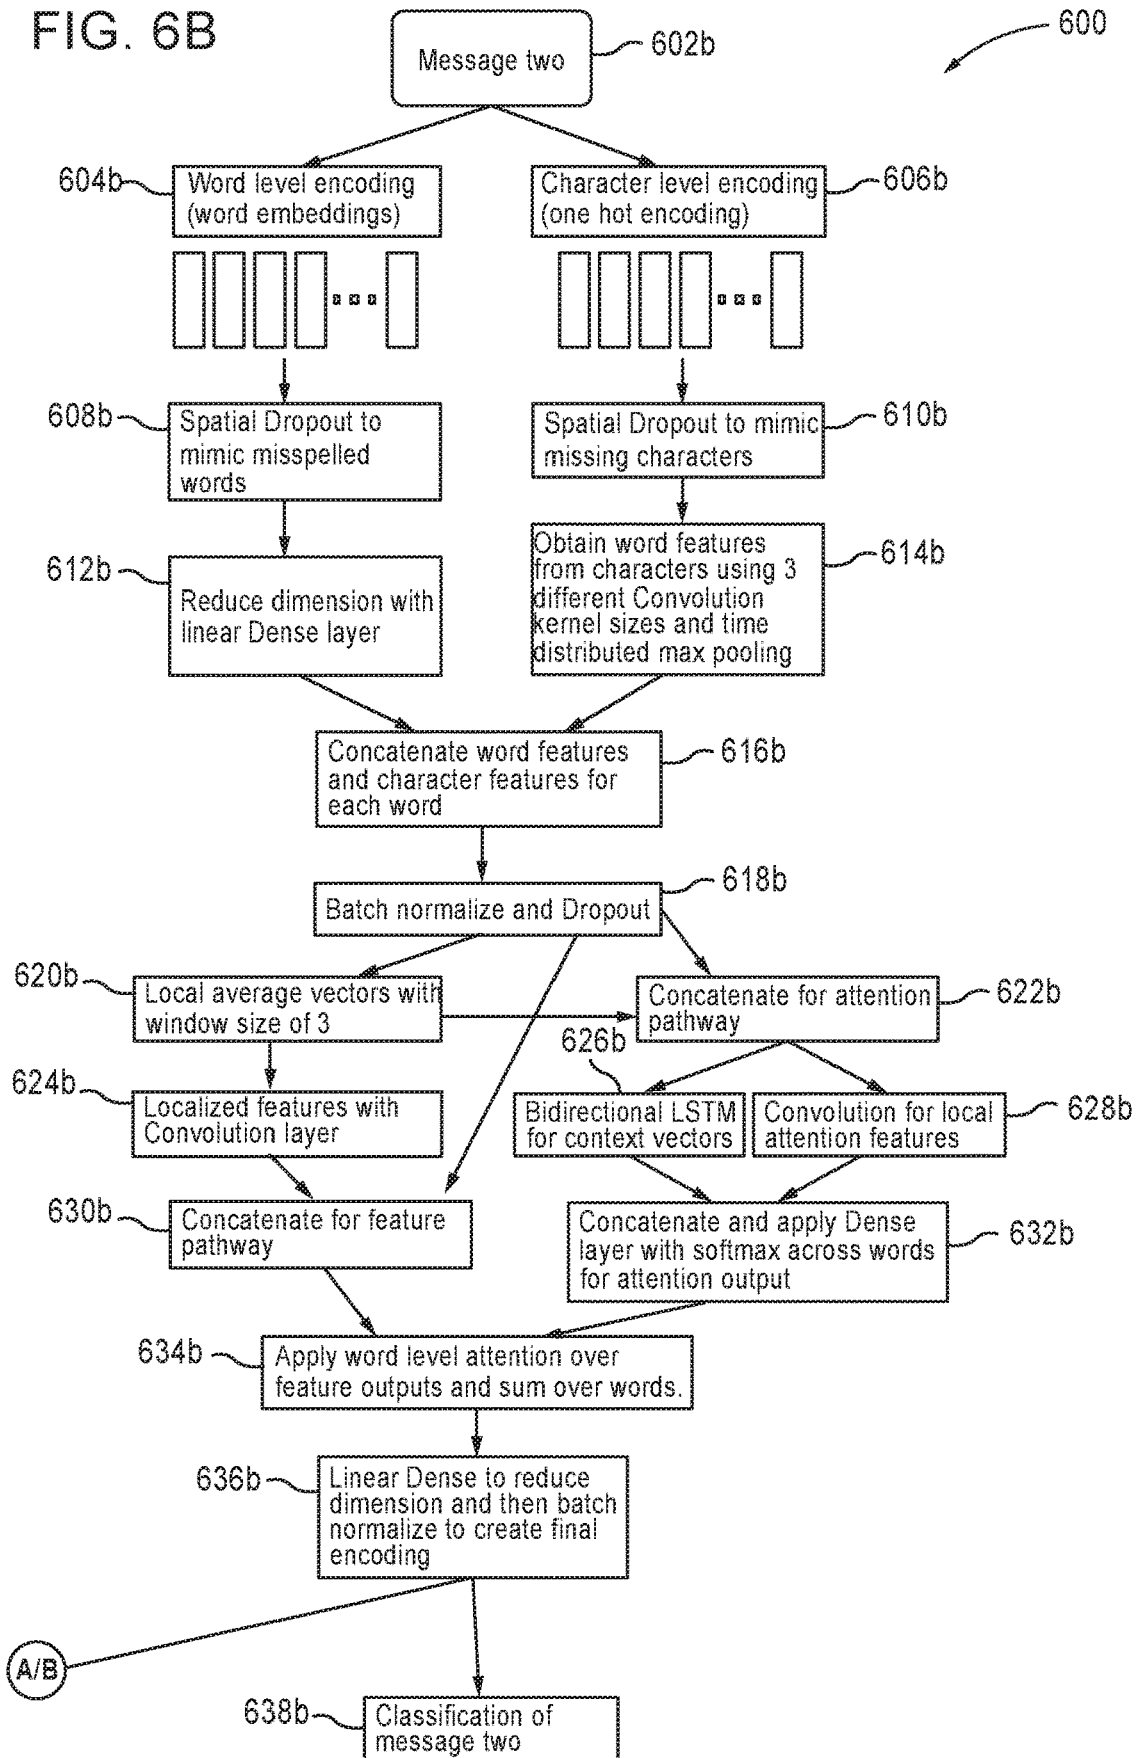 FIG. 6B
600
Message two
602b
604b
Word level encoding
(word embeddings)
Character level encoding
(one hot encoding)
606b
608b
Spatial Dropout to
mimic misspelled
words
Spatial Dropout to mimic
missing characters
610b
612b
Reduce dimension with
linear Dense layer
Obtain word features
from characters using 3
different Convolution
kernel sizes and time
distributed max pooling
614b
Concatenate word features
and character features for
each word
616b
Batch normalize and Dropout
618b
620b
Local average vectors with
window size of 3
Concatenate for attention
pathway
622b
624b
Localized features with
Convolution layer
626b
Bidirectional LSTM
for context vectors
Convolution for local
attention features
628b
630b
Concatenate for feature
pathway
Concatenate and apply Dense
layer with softmax across words
for attention output
632b
634b
Apply word level attention over
feature outputs and sum over words.
636b
Linear Dense to reduce
dimension and then batch
normalize to create final
encoding
A/B
638b
Classification of
message two